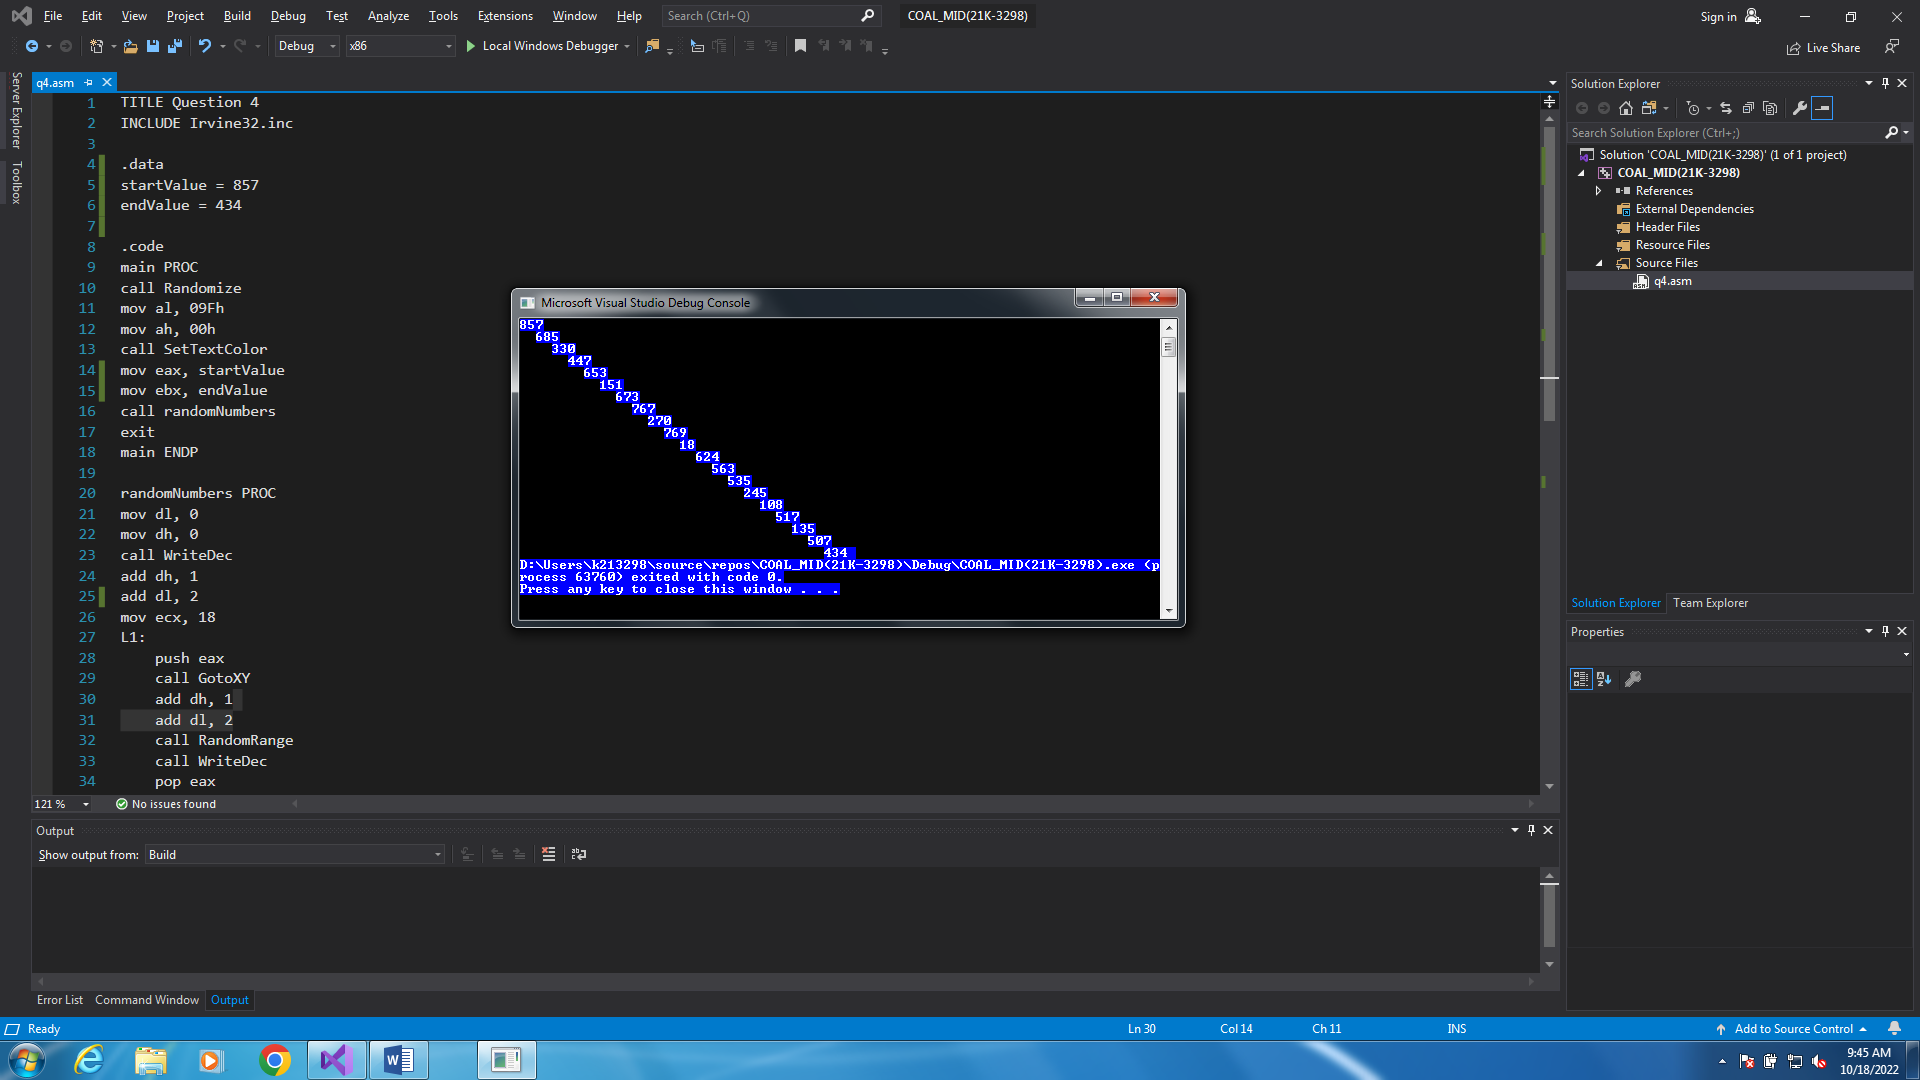 File Edit View Project Build Debug Test Analyze Tools Extensions Window Help Search (Ctrl+Q) COAL_MID(21K-3298) Sign in
Debug x86 Local Windows Debugger Live Share
Server Explorer
Toolbox
q4.asm
1 TITLE Question 4
2 INCLUDE Irvine32.inc
3
4 .data
5 startValue = 857
6 endValue = 434
7
8 .code
9 main PROC
10 call Randomize
11 mov al, 09Fh
12 mov ah, 00h
13 call SetTextColor
14 mov eax, startValue
15 mov ebx, endValue
16 call randomNumbers
17 exit
18 main ENDP
19
20 randomNumbers PROC
21 mov dl, 0
22 mov dh, 0
23 call WriteDec
24 add dh, 1
25 add dl, 2
26 mov ecx, 18
27 L1:
28 push eax
29 call GotoXY
30 add dh, 1
31 add dl, 2
32 call RandomRange
33 call WriteDec
34 pop eax
121 % No issues found
Microsoft Visual Studio Debug Console
857
685
330
447
653
151
673
767
270
769
18
624
563
535
245
108
517
135
507
434
D:\Users\k213298\source\repos\COAL_MID(21K-3298)\Debug\COAL_MID(21K-3298).exe (p
rocess 63760) exited with code 0.
Press any key to close this window . . .
Solution Explorer
Search Solution Explorer (Ctrl+;)
Solution 'COAL_MID(21K-3298)' (1 of 1 project)
COAL_MID(21K-3298)
References
External Dependencies
Header Files
Resource Files
Source Files
q4.asm
Solution Explorer Team Explorer
Properties
Output
Show output from: Build
Error List Command Window Output
Ready Ln 30 Col 14 Ch 11 INS Add to Source Control
9:45 AM
10/18/2022